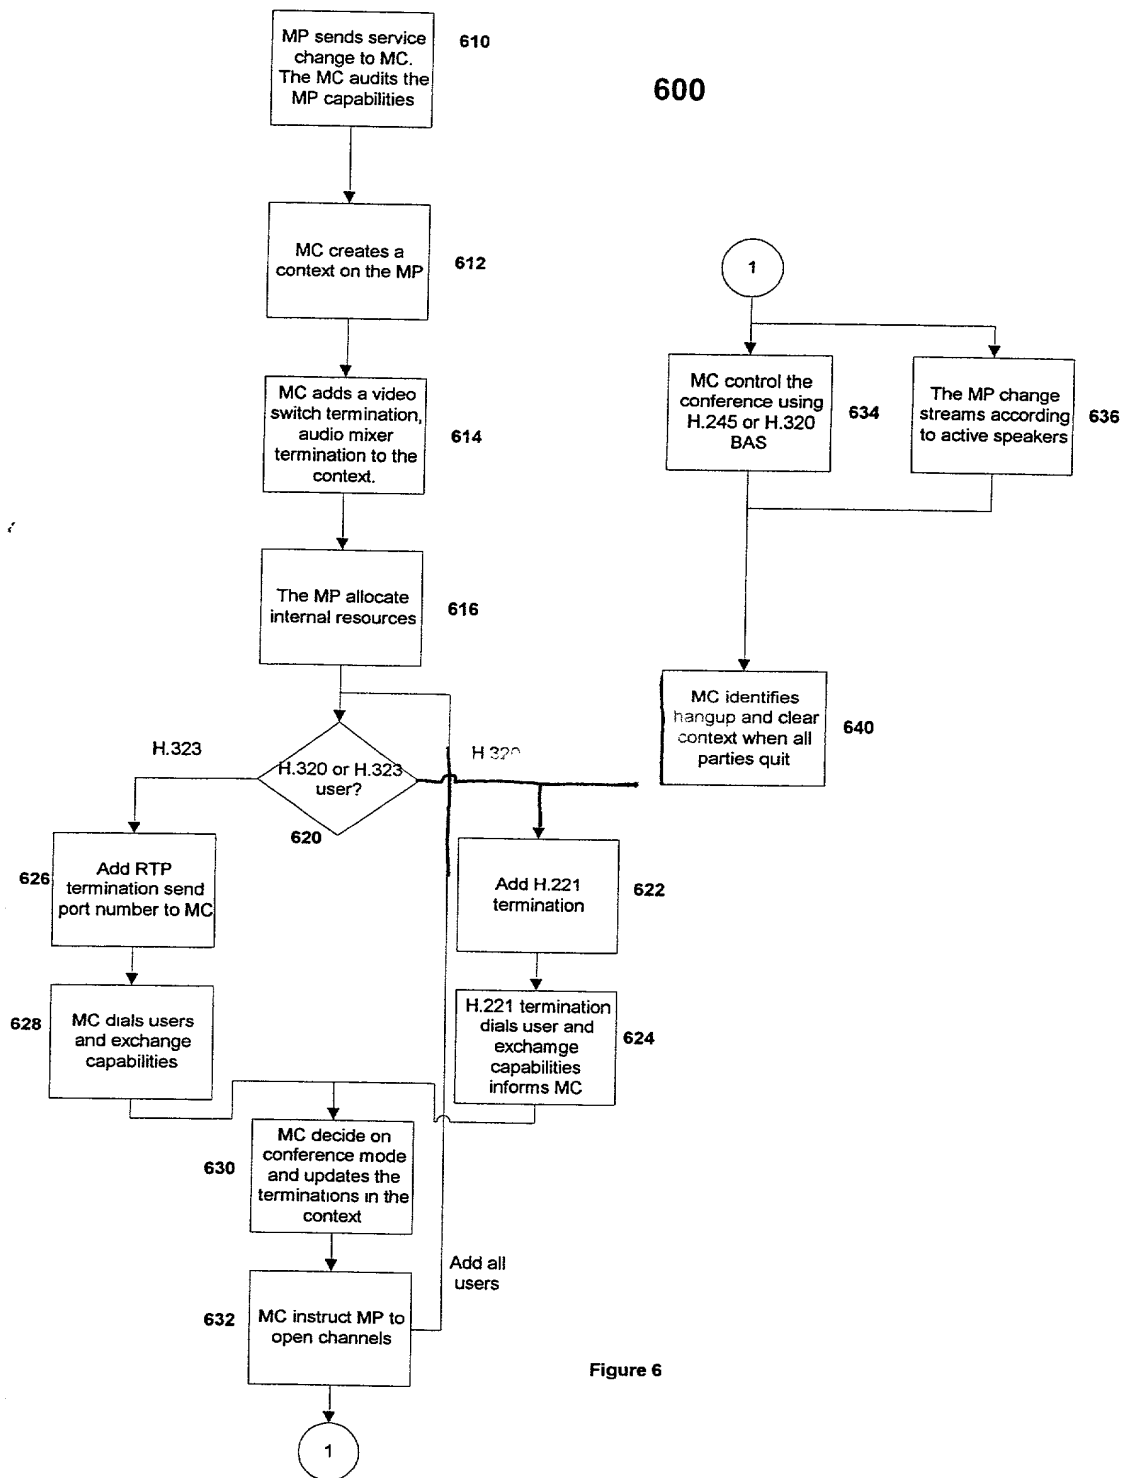 MP sends service
change to MC.
The MC audits the
MP capabilities
610
600
MC creates a
context on the MP
612
1
MC adds a video
switch termination,
audio mixer
termination to the
context.
614
MC control the
conference using
H.245 or H.320
BAS
634
The MP change
streams according
to active speakers
636
The MP allocate
internal resources
616
MC identifies
hangup and clear
context when all
parties quit
640
H.323
H.320
H.320 or H.323
user?
620
626
Add RTP
termination send
port number to MC
Add H.221
termination
622
628
MC dials users
and exchange
capabilities
H.221 termination
dials user and
exchamge
capabilities
informs MC
624
630
MC decide on
conference mode
and updates the
terminations in the
context
Add all
users
632
MC instruct MP to
open channels
Figure 6
1